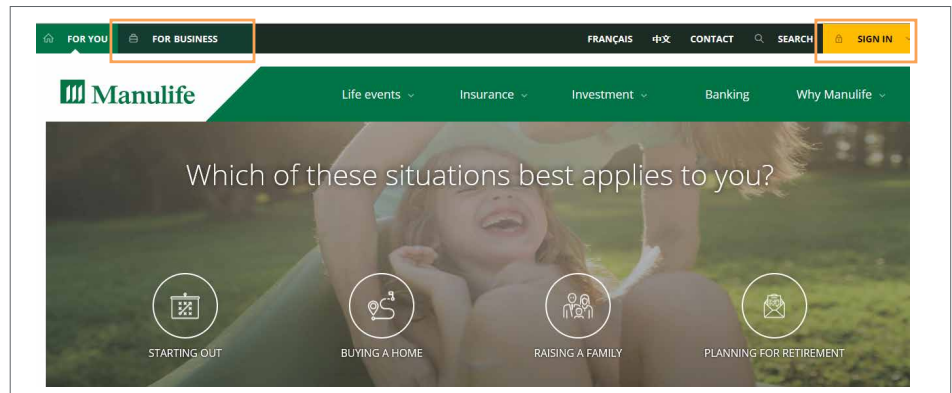 FOR YOU FOR BUSINESS FRANÇAIS 中文 CONTACT SEARCH SIGN IN
Manulife Life events Insurance Investment Banking Why Manulife
Which of these situations best applies to you?
STARTING OUT BUYING A HOME RAISING A FAMILY PLANNING FOR RETIREMENT